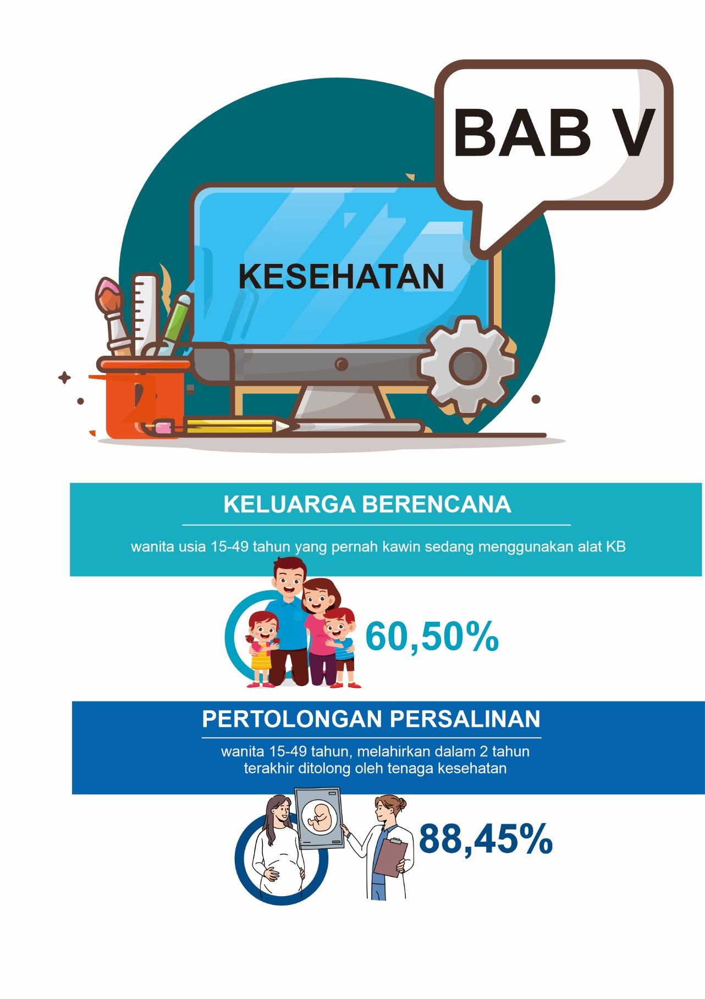 BAB V
KESEHATAN
KELUARGA BERENCANA
wanita usia 15-49 tahun yang pernah kawin sedang menggunakan alat KB
60,50%
PERTOLONGAN PERSALINAN
wanita 15-49 tahun, melahirkan dalam 2 tahun
terakhir ditolong oleh tenaga kesehatan
88,45%